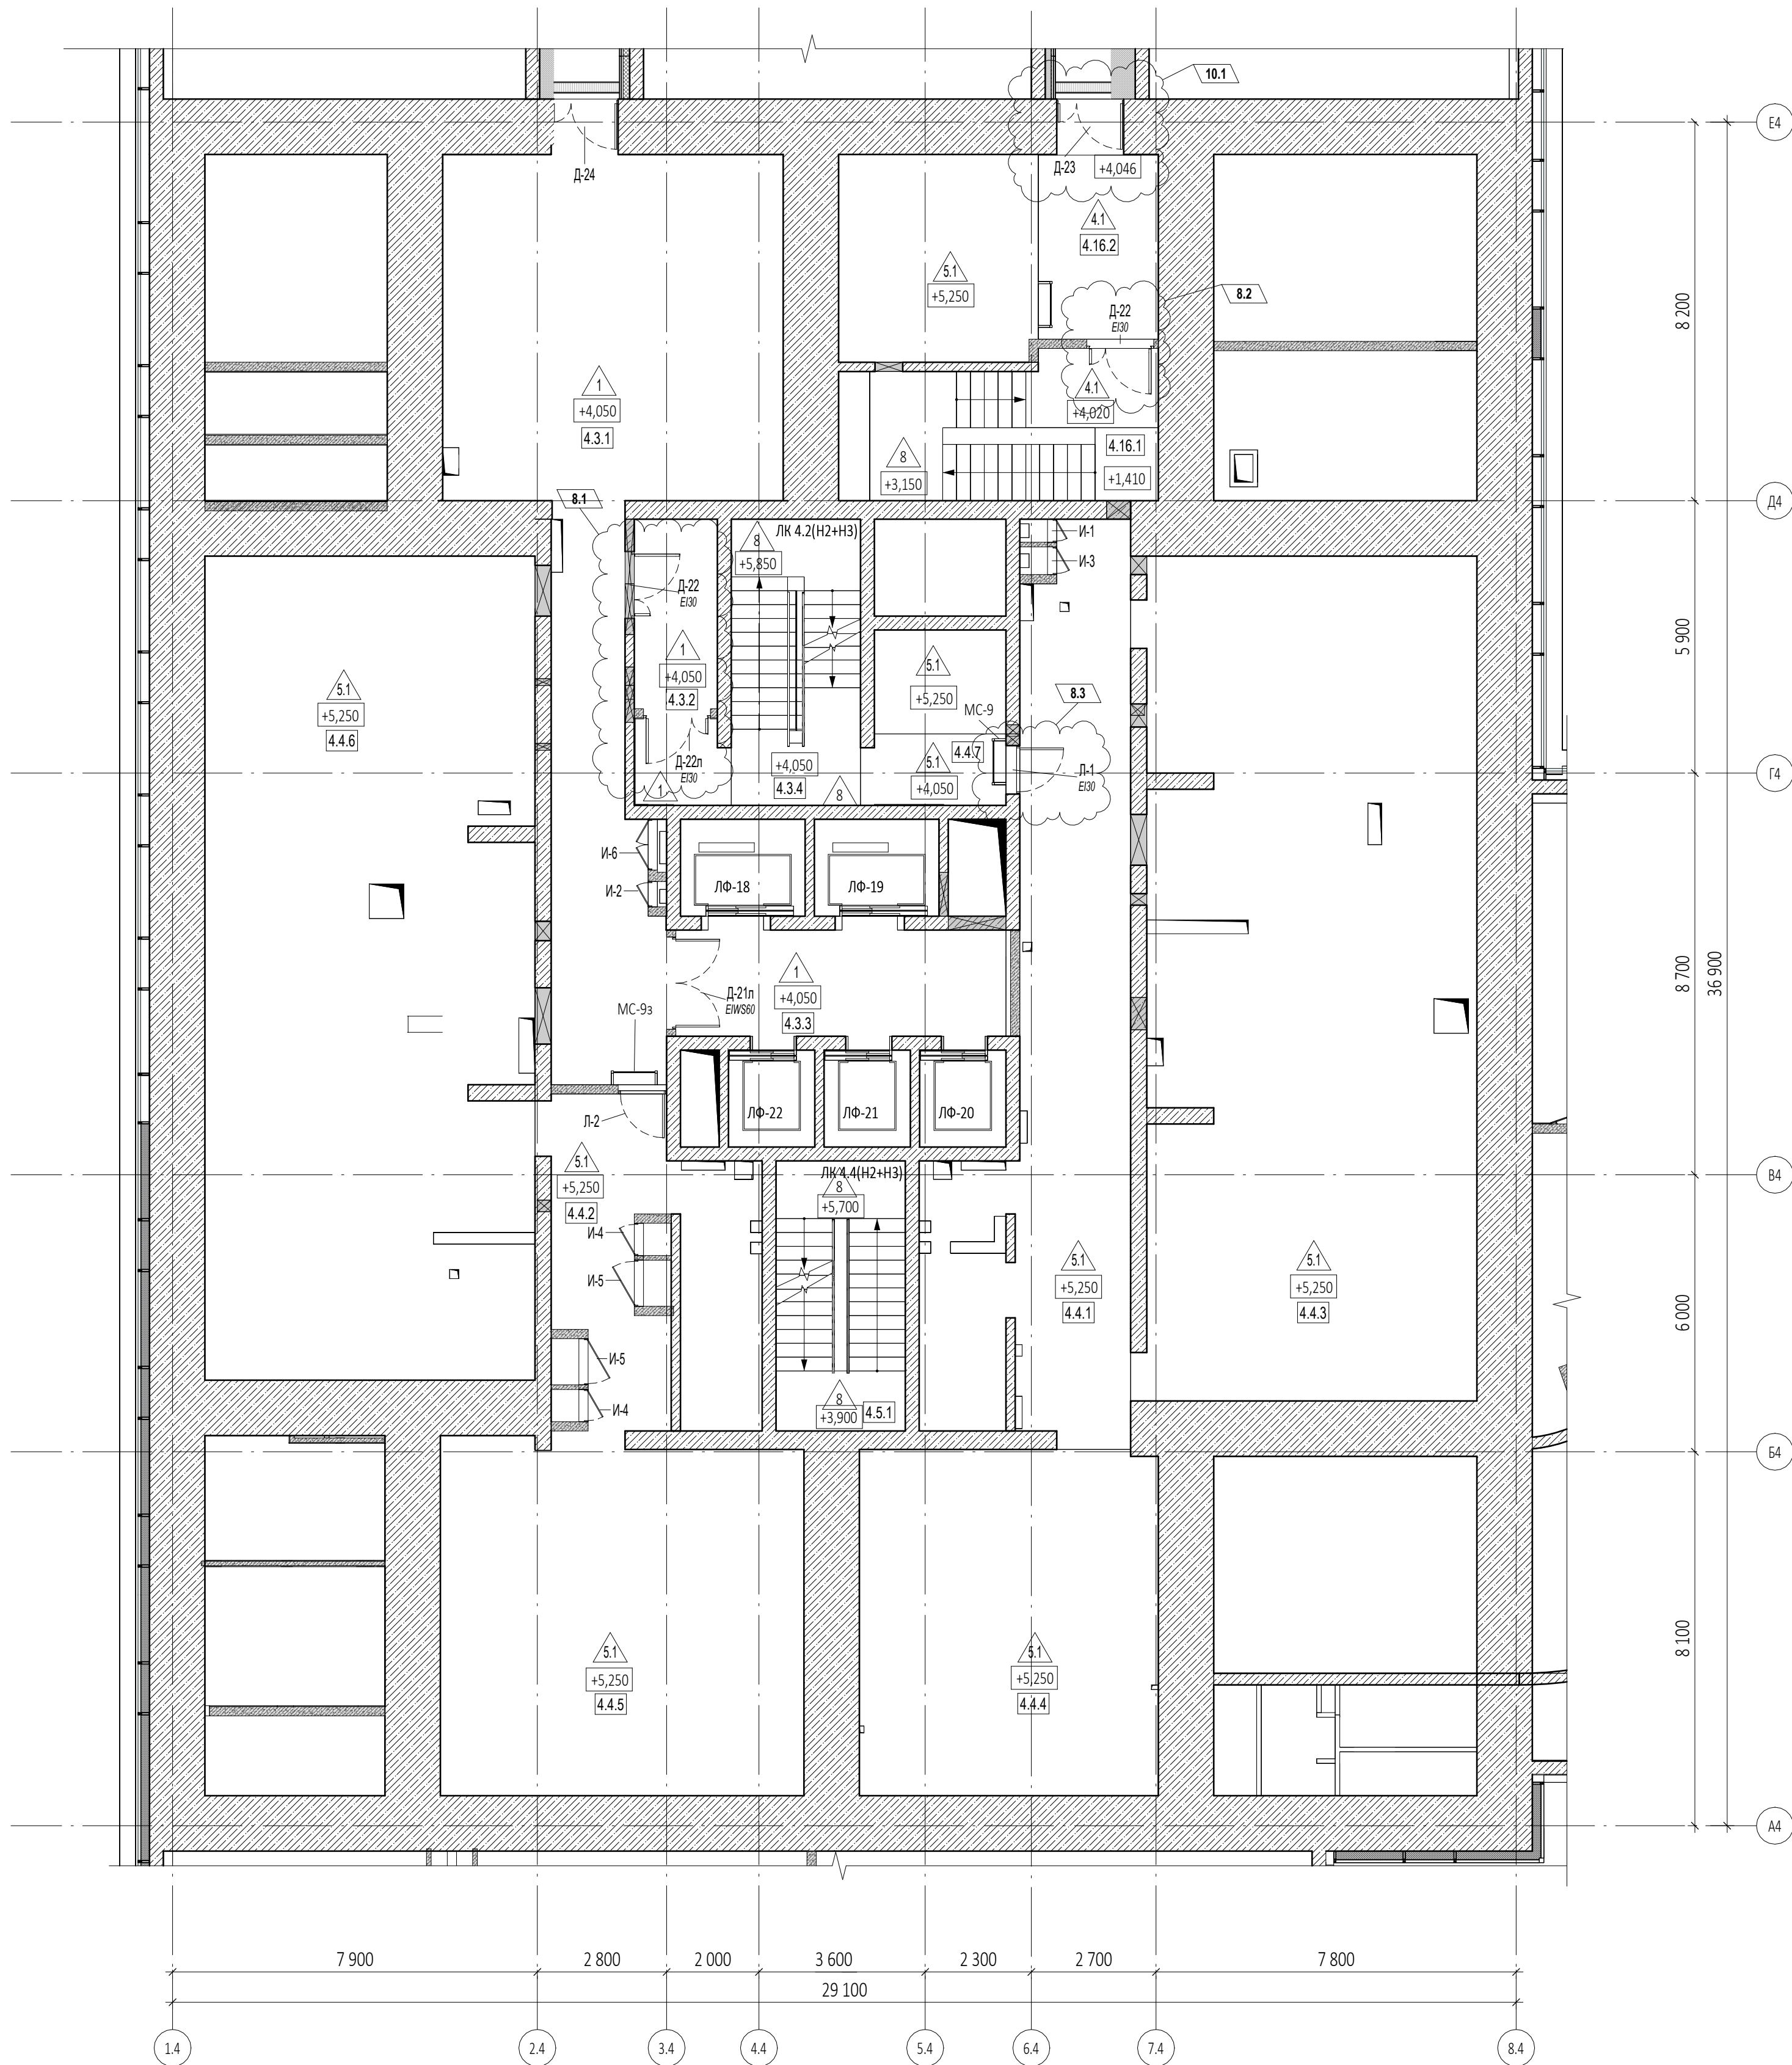 10.1
Е4
Д-24
Д-23
+4,046
4.1
4.16.2
5.1
+5,250
8.2
Д-22
EI30
8 200
1
+4,050
4.3.1
4.1
+4,020
4.16.1
8
+3,150
+1,410
8.1
Д4
ЛК 4.2(Н2+Н3)
8
+5,850
И-1
И-3
Д-22
EI30
5 900
1
+4,050
4.3.2
5.1
+5,250
5.1
+5,250
4.4.6
8.3
МС-9
4.4.7
Д-22л
EI30
+4,050
4.3.4
5.1
+4,050
Л-1
EI30
Г4
1
8
И-6
И-2
ЛФ-18
ЛФ-19
1
+4,050
4.3.3
Д-21л
EIWS60
МС-9з
8 700
36 900
ЛФ-22
ЛФ-21
ЛФ-20
Л-2
5.1
+5,250
4.4.2
ЛК 4.4(Н2+Н3)
8
+5,700
В4
И-4
И-5
5.1
+5,250
4.4.1
5.1
+5,250
4.4.3
6 000
И-5
И-4
8
+3,900
4.5.1
Б4
5.1
+5,250
4.4.5
5.1
+5,250
4.4.4
8 100
А4
7 900
2 800
2 000
3 600
2 300
2 700
7 800
29 100
1.4
2.4
3.4
4.4
5.4
6.4
7.4
8.4